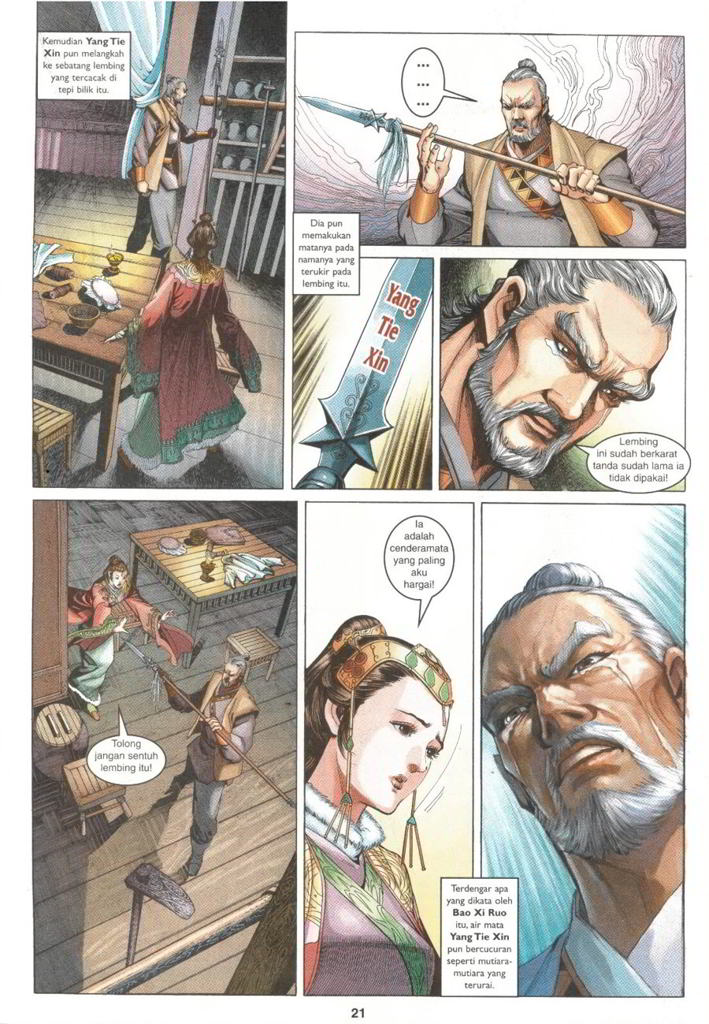 Kemudian Yang Tie
Xin pun melangkah
ke sebatang lembing
yang tercacak di
tepi bilik itu.
...
...
...
Dia pun
memakukan
matanya pada
namanya yang
terukir pada
lembing itu.
Yang
Tie
Xin
Lembing
ini sudah berkarat
tanda sudah lama ia
tidak dipakai!
Tolong
jangan sentuh
lembing itu!
Ia
adalah
cenderamata
yang paling
aku
hargai!
Terdengar apa
yang dikata oleh
Bao Xi Ruo
itu, air mata
Yang Tie Xin
pun bercucuran
seperti mutiara-
mutiara yang
terurai.
21